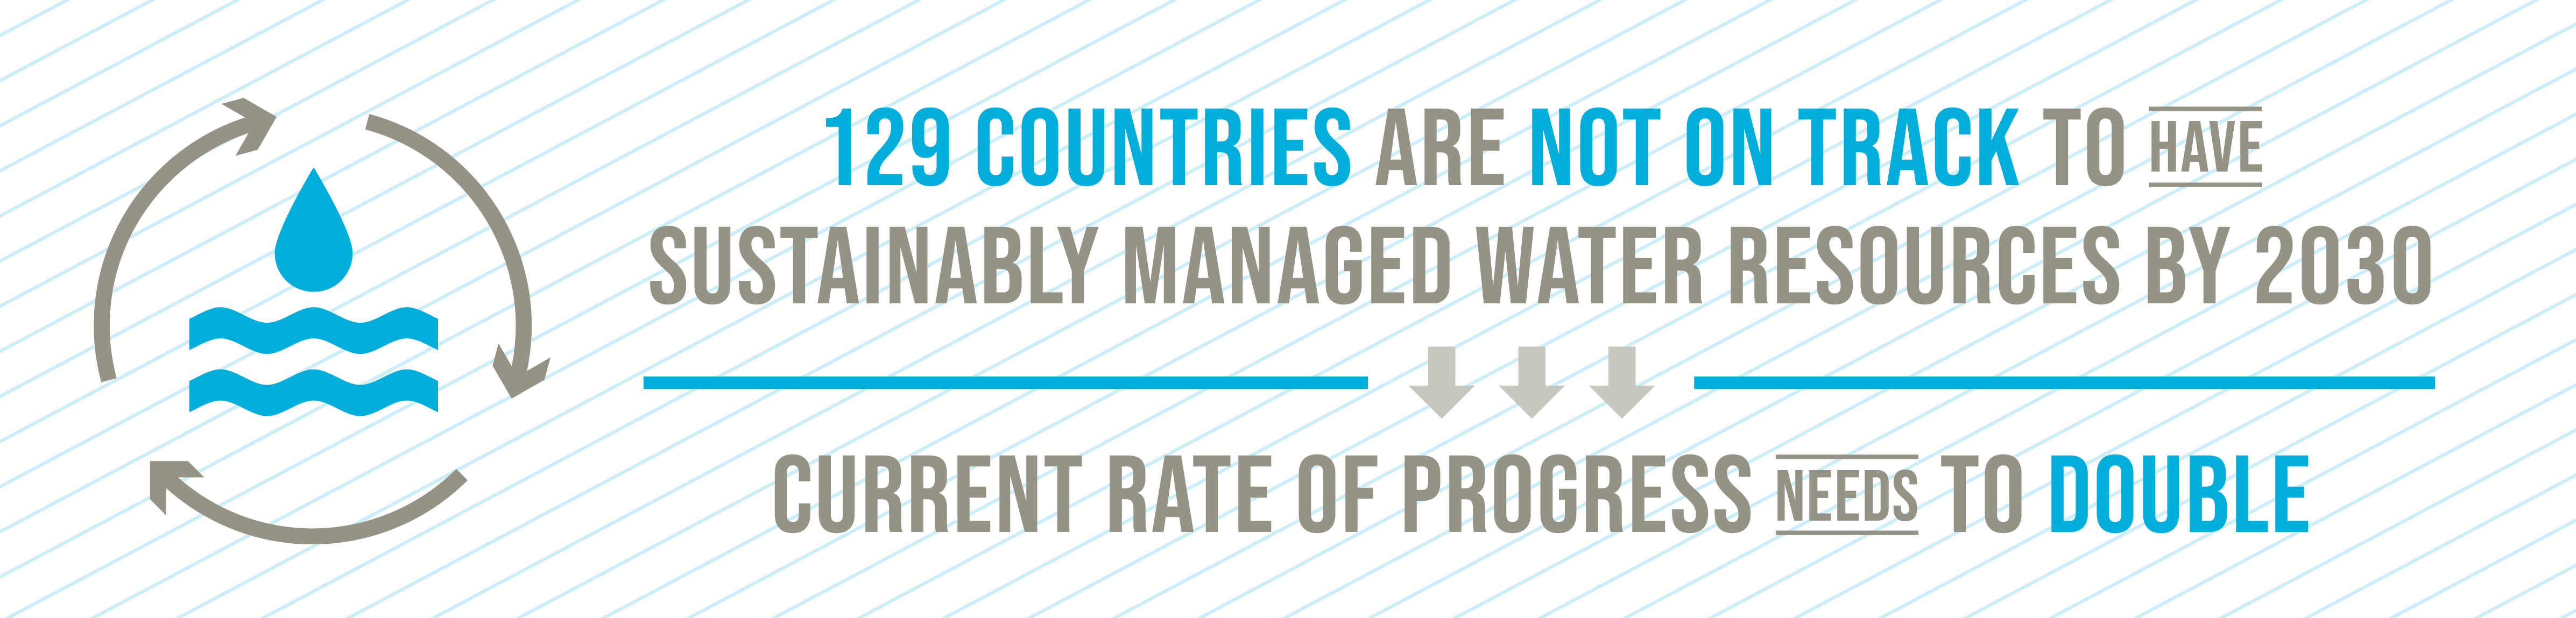 129 COUNTRIES ARE NOT ON TRACK TO HAVE
SUSTAINABLY MANAGED WATER RESOURCES BY 2030
CURRENT RATE OF PROGRESS NEEDS TO DOUBLE